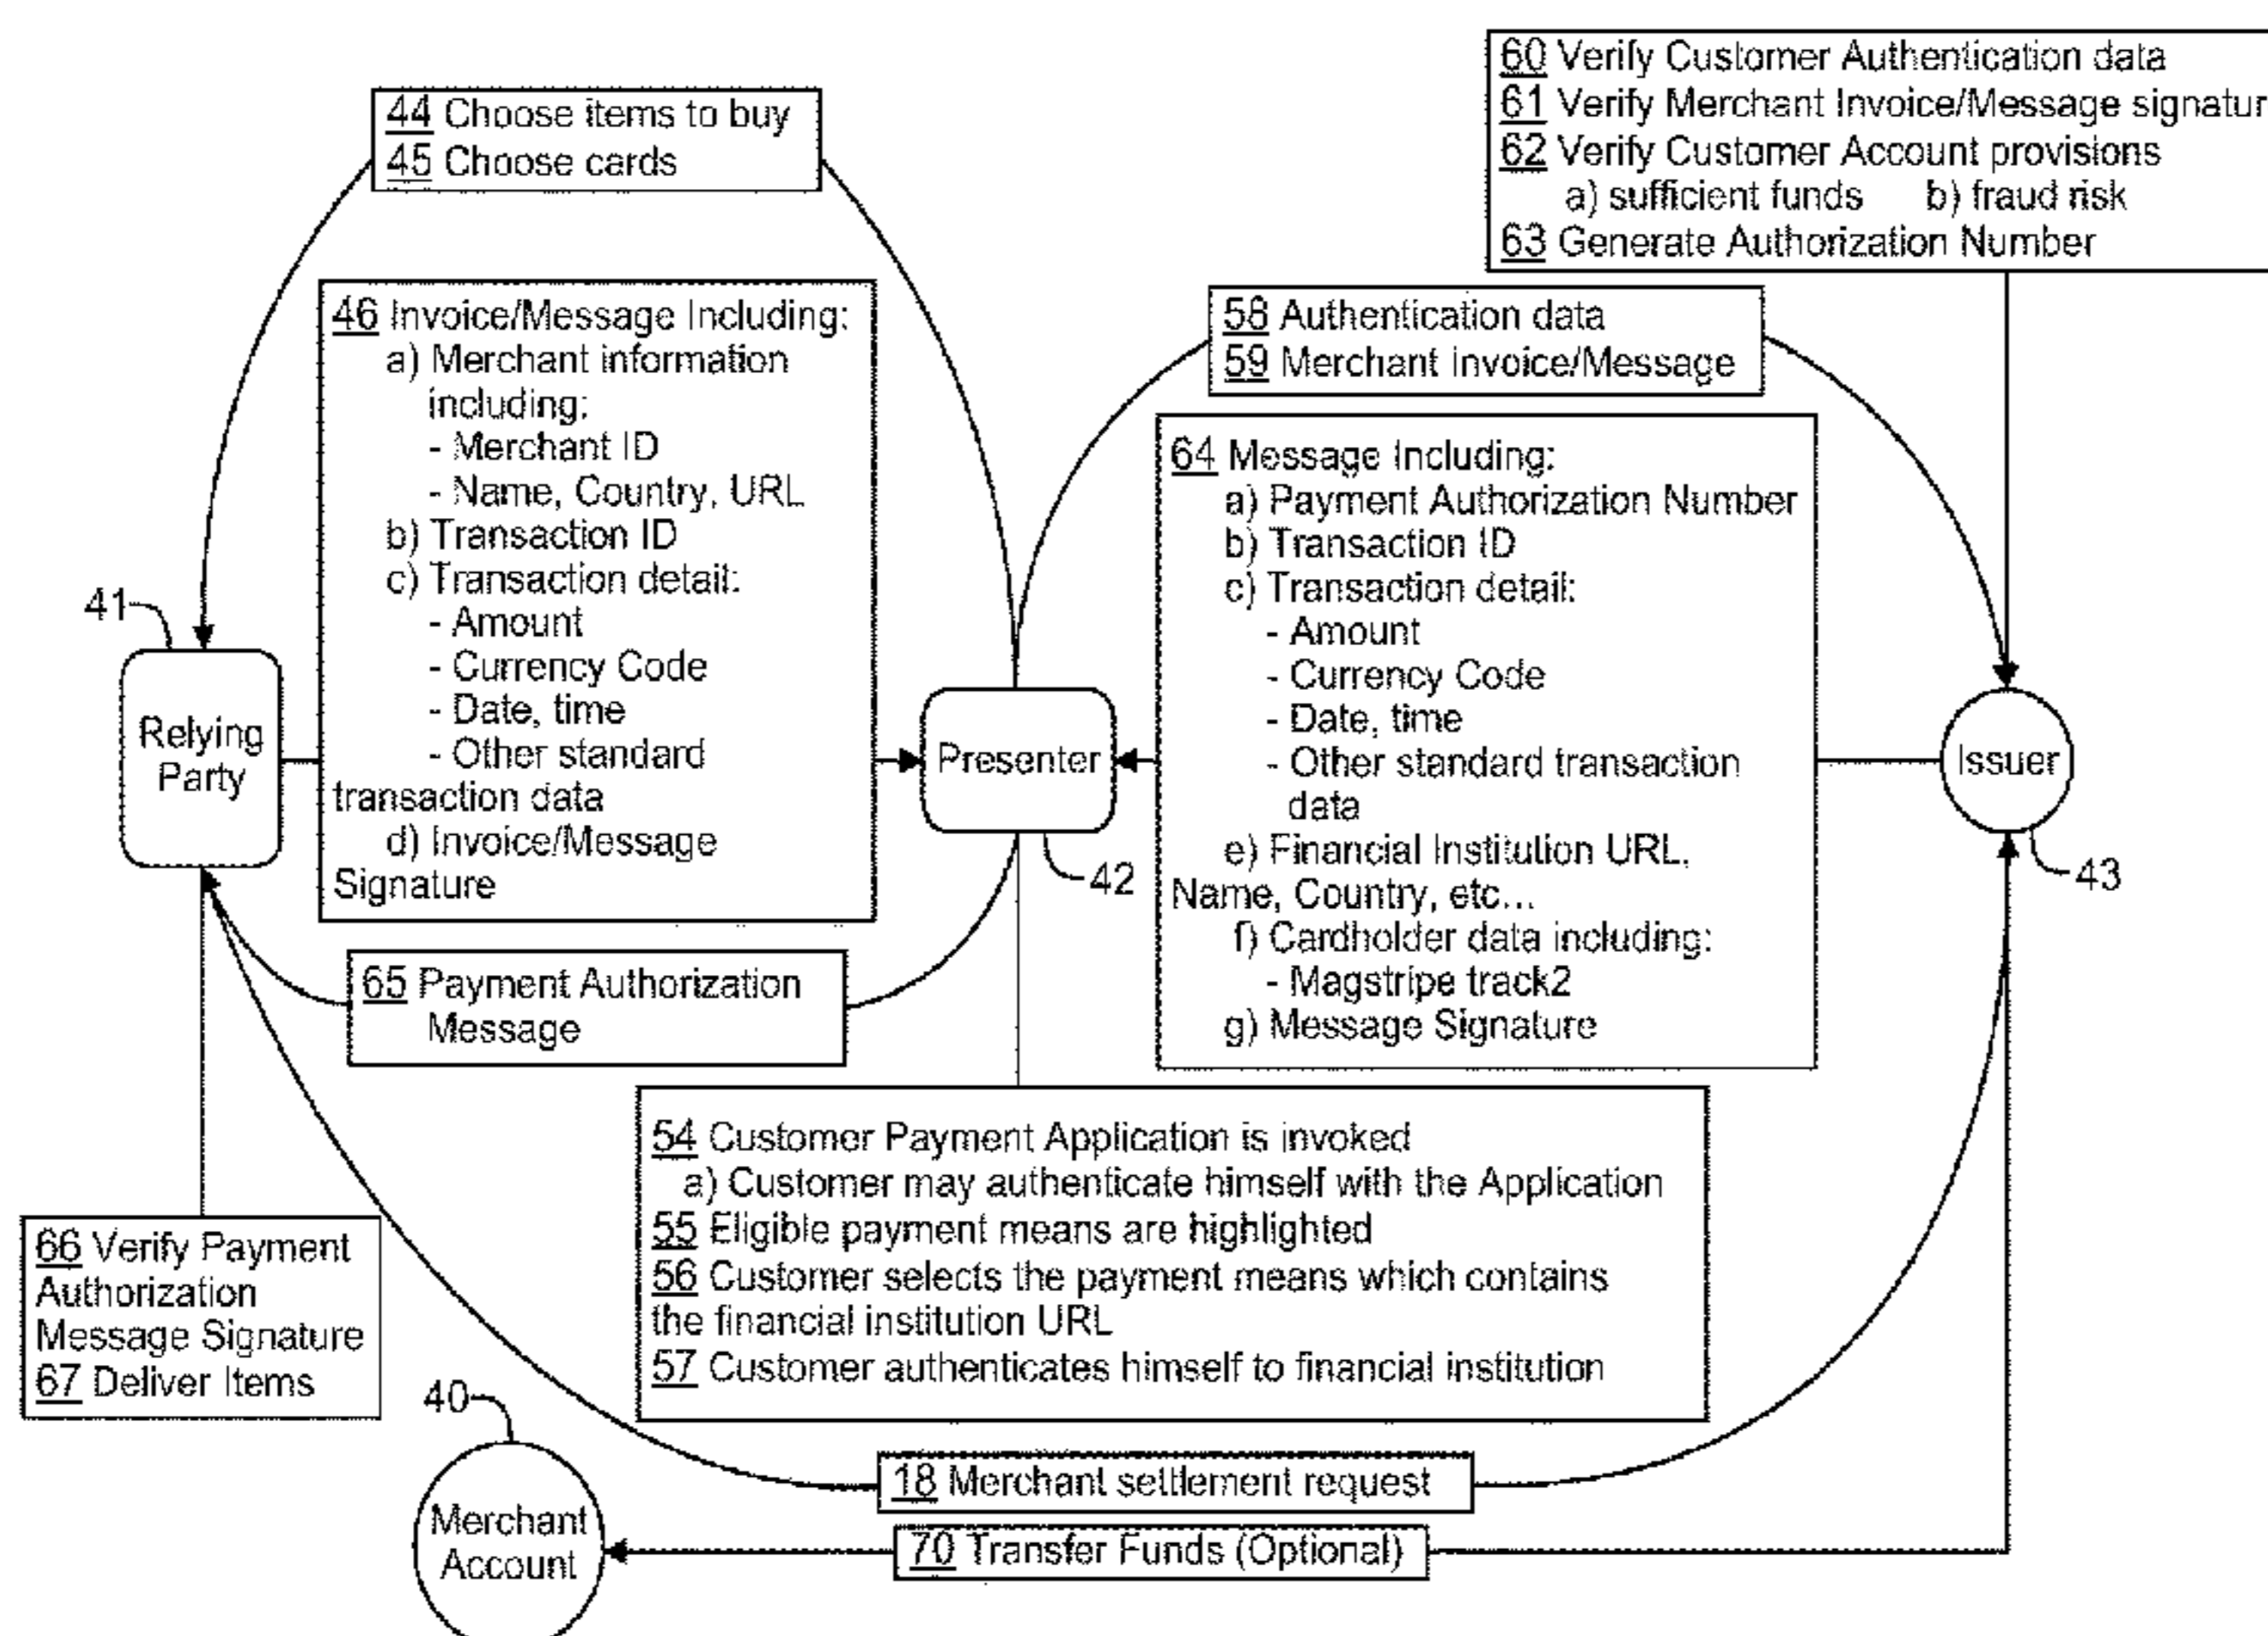 44 Choose items to buy
45 Choose cards
60 Verify Customer Authentication data
61 Verify Merchant Invoice/Message signatur
62 Verify Customer Account provisions
a) sufficient funds b) fraud risk
63 Generate Authorization Number
46 Invoice/Message Including:
a) Merchant information
including:
- Merchant ID
- Name, Country, URL
b) Transaction ID
c) Transaction detail:
- Amount
- Currency Code
- Date, time
- Other standard
transaction data
d) Invoice/Message
Signature
58 Authentication data
59 Merchant Invoice/Message
64 Message Including:
a) Payment Authorization Number
b) Transaction ID
c) Transaction detail:
- Amount
- Currency Code
- Date, time
- Other standard transaction
data
e) Financial Institution URL,
Name, Country, etc...
f) Cardholder data including:
- Magstripe track2
g) Message Signature
41
Relying
Party
Presenter
42
Issuer
43
65 Payment Authorization
Message
54 Customer Payment Application is invoked
a) Customer may authenticate himself with the Application
55 Eligible payment means are highlighted
56 Customer selects the payment means which contains
the financial institution URL
57 Customer authenticates himself to financial institution
66 Verify Payment
Authorization
Message Signature
67 Deliver Items
40
Merchant
Account
18 Merchant settlement request
70 Transfer Funds (Optional)